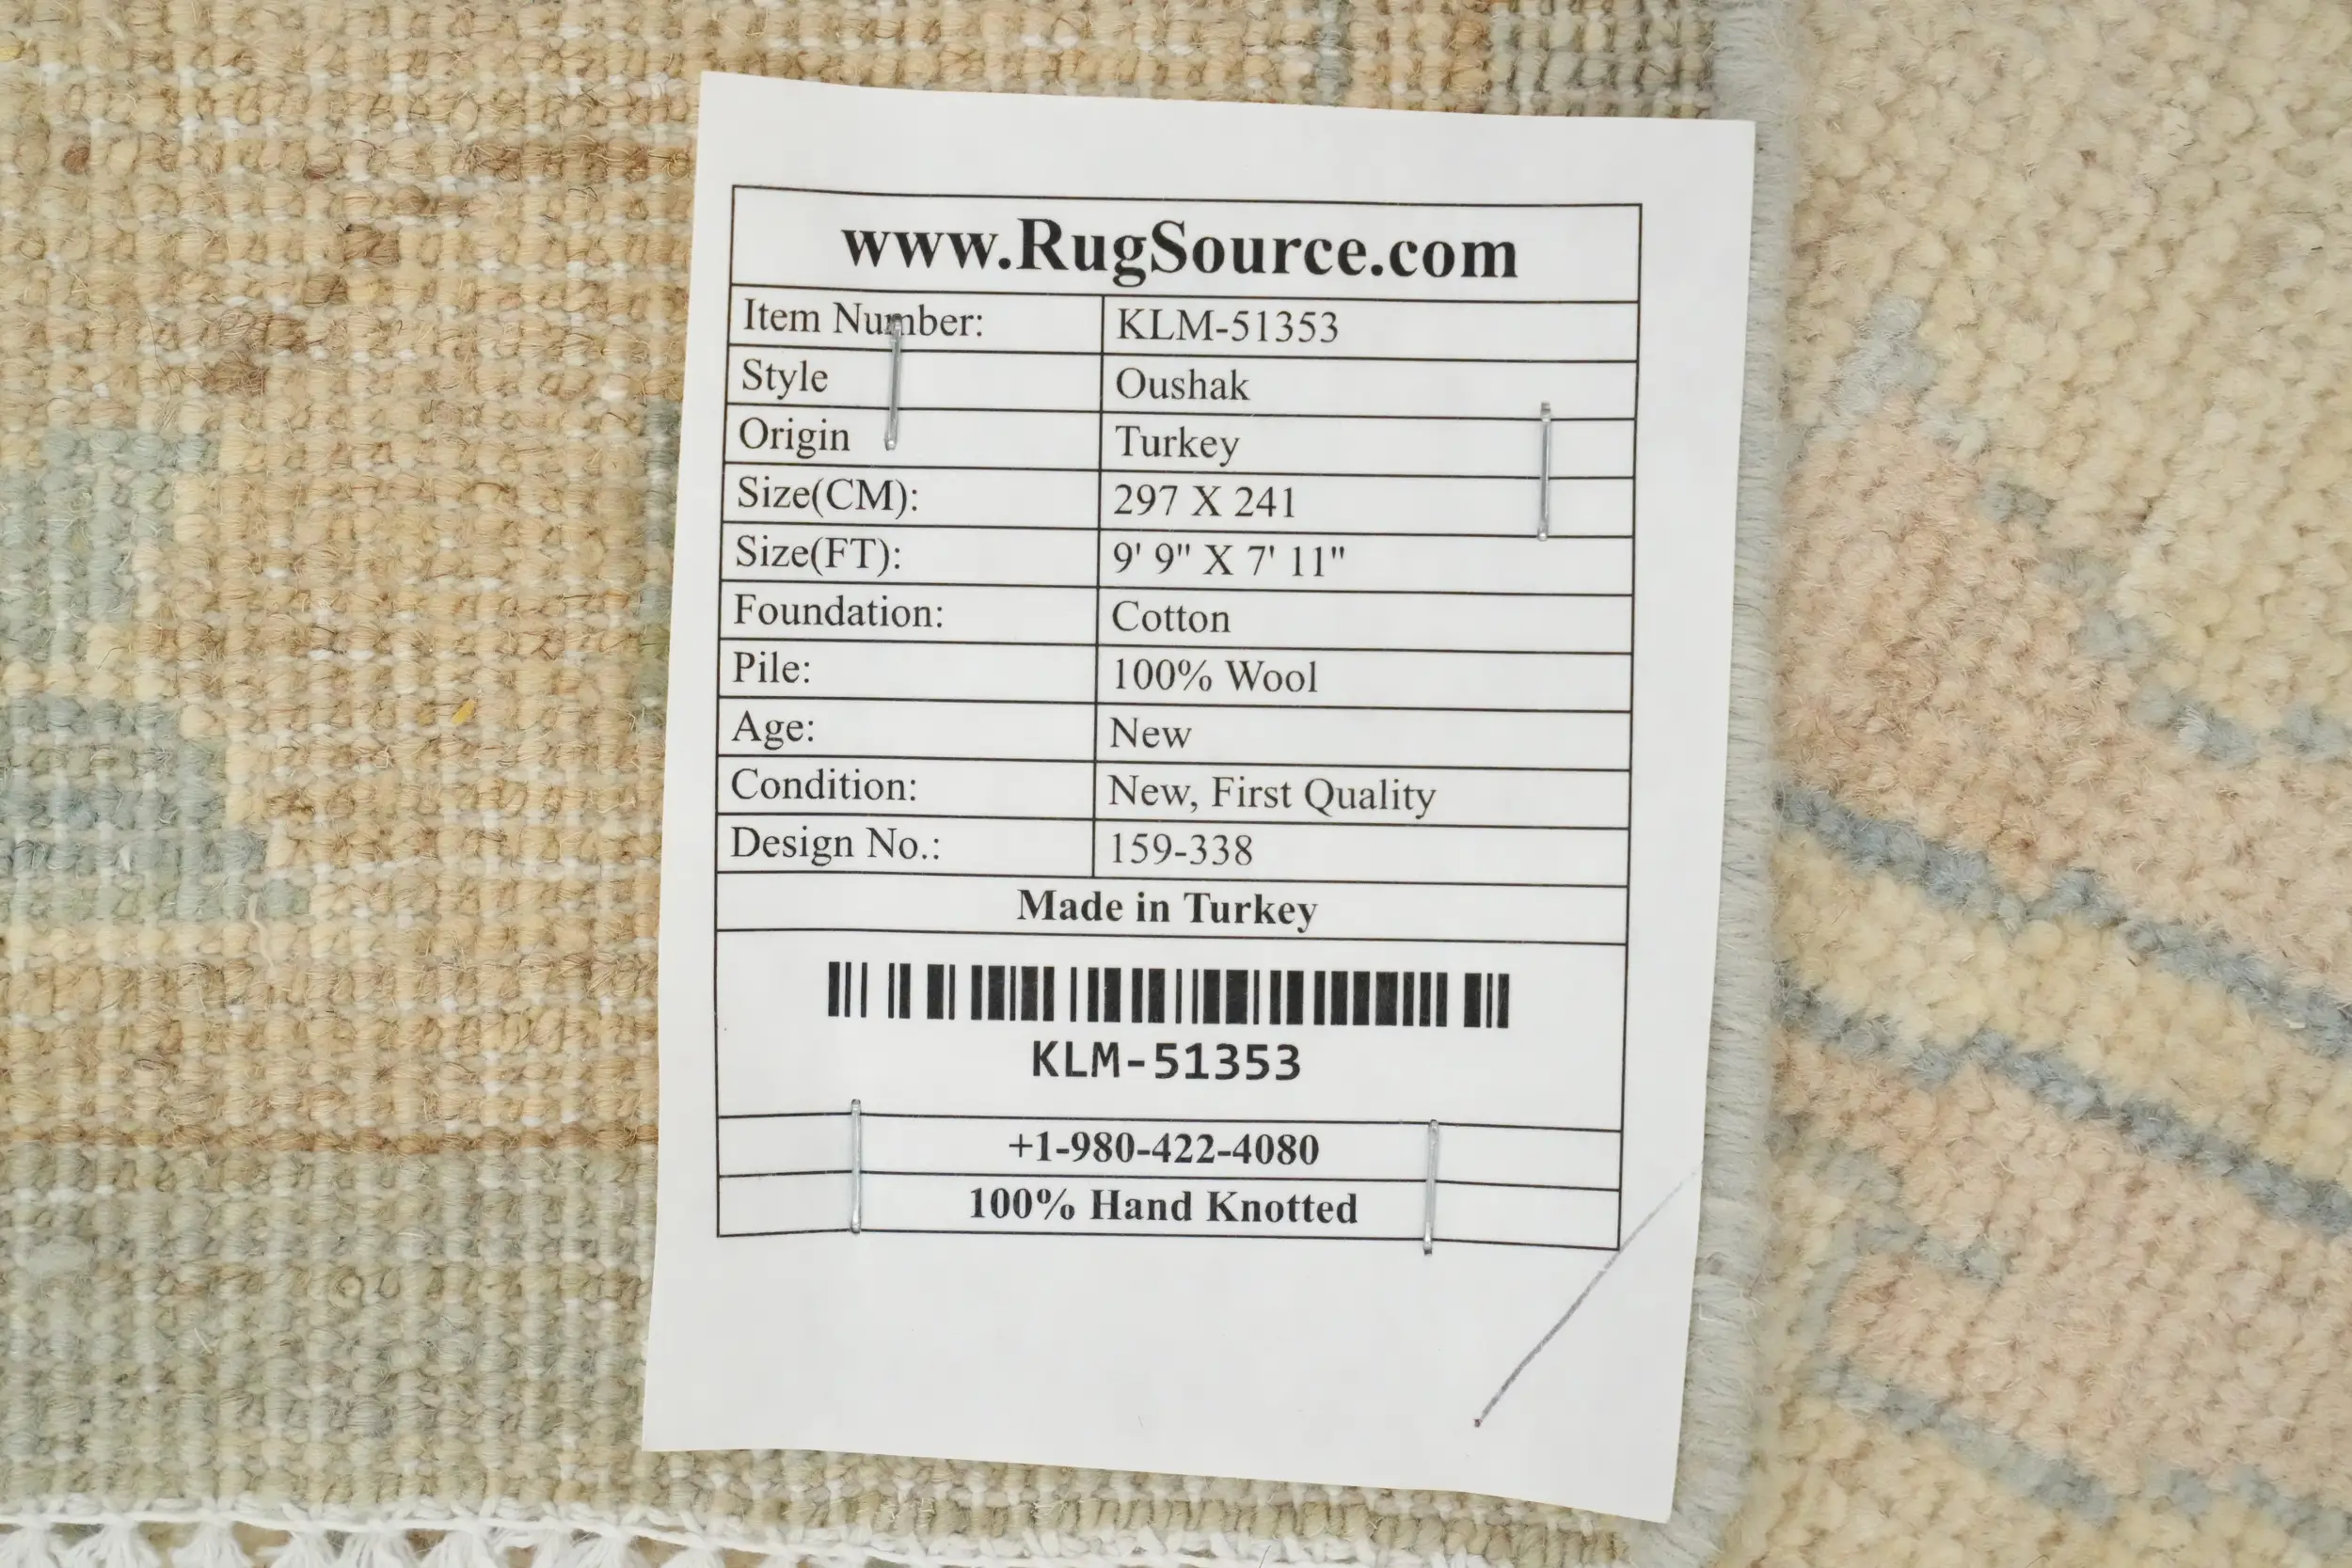 www.RugSource.com
Item Number: KLM-51353
Style Oushak
Origin Turkey
Size(CM): 297 X 241
Size(FT): 9' 9" X 7' 11"
Foundation: Cotton
Pile: 100% Wool
Age: New
Condition: New, First Quality
Design No.: 159-338
Made in Turkey
KLM-51353
+1-980-422-4080
100% Hand Knotted